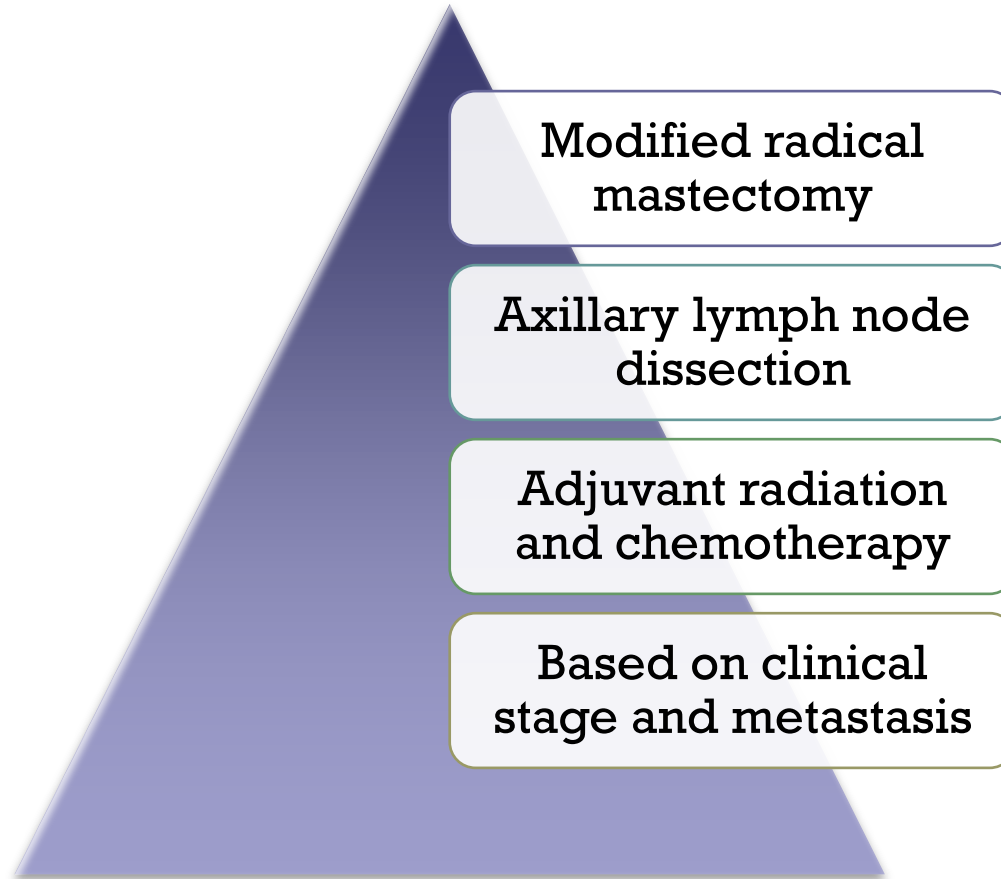 Modified radical
mastectomy
Axillary lymph node
dissection
Adjuvant radiation
and chemotherapy
Based on clinical
stage and metastasis